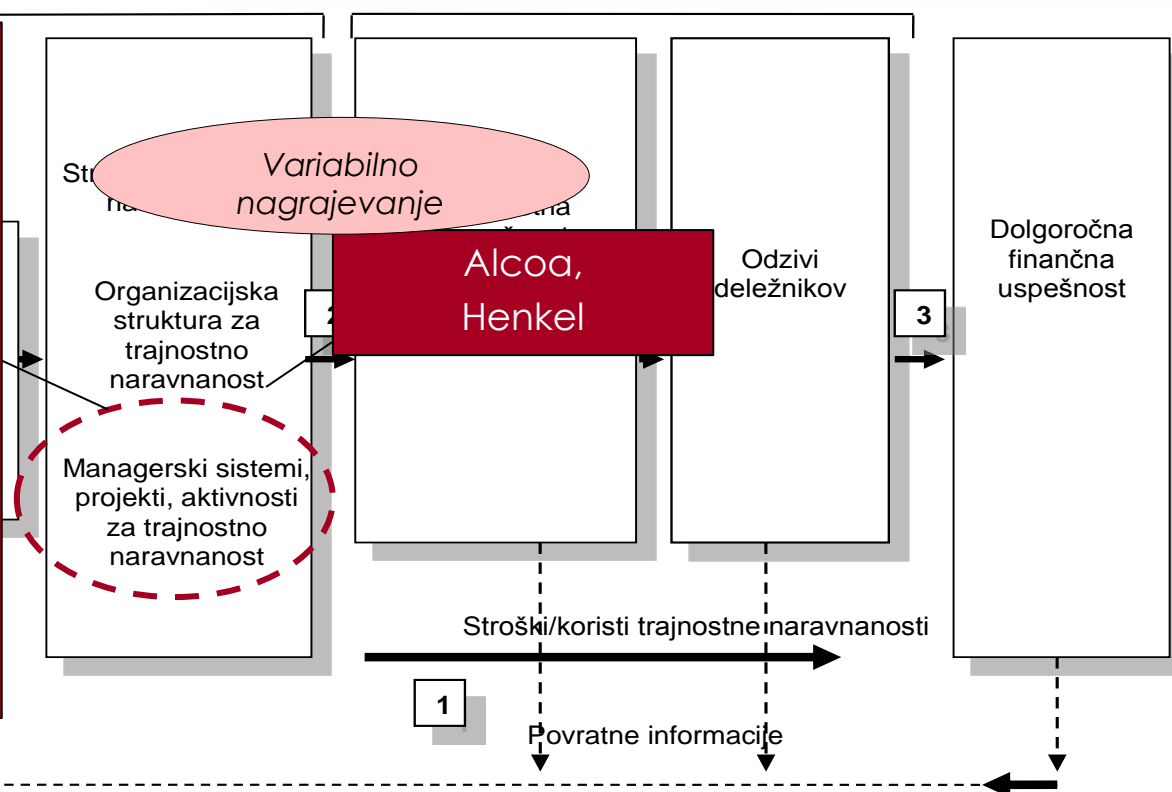 Variabilno
nagrajevanje
Organizacijska
struktura za
trajnostno
naravnanost
Managerski sistemi,
projekti, aktivnosti
za trajnostno
naravnanost
Alcoa,
Henkel
Odzivi
deležnikov
3
Dolgoročna
finančna
uspešnost
Stroški/koristi trajnostne naravnanosti
1
Povratne informacije